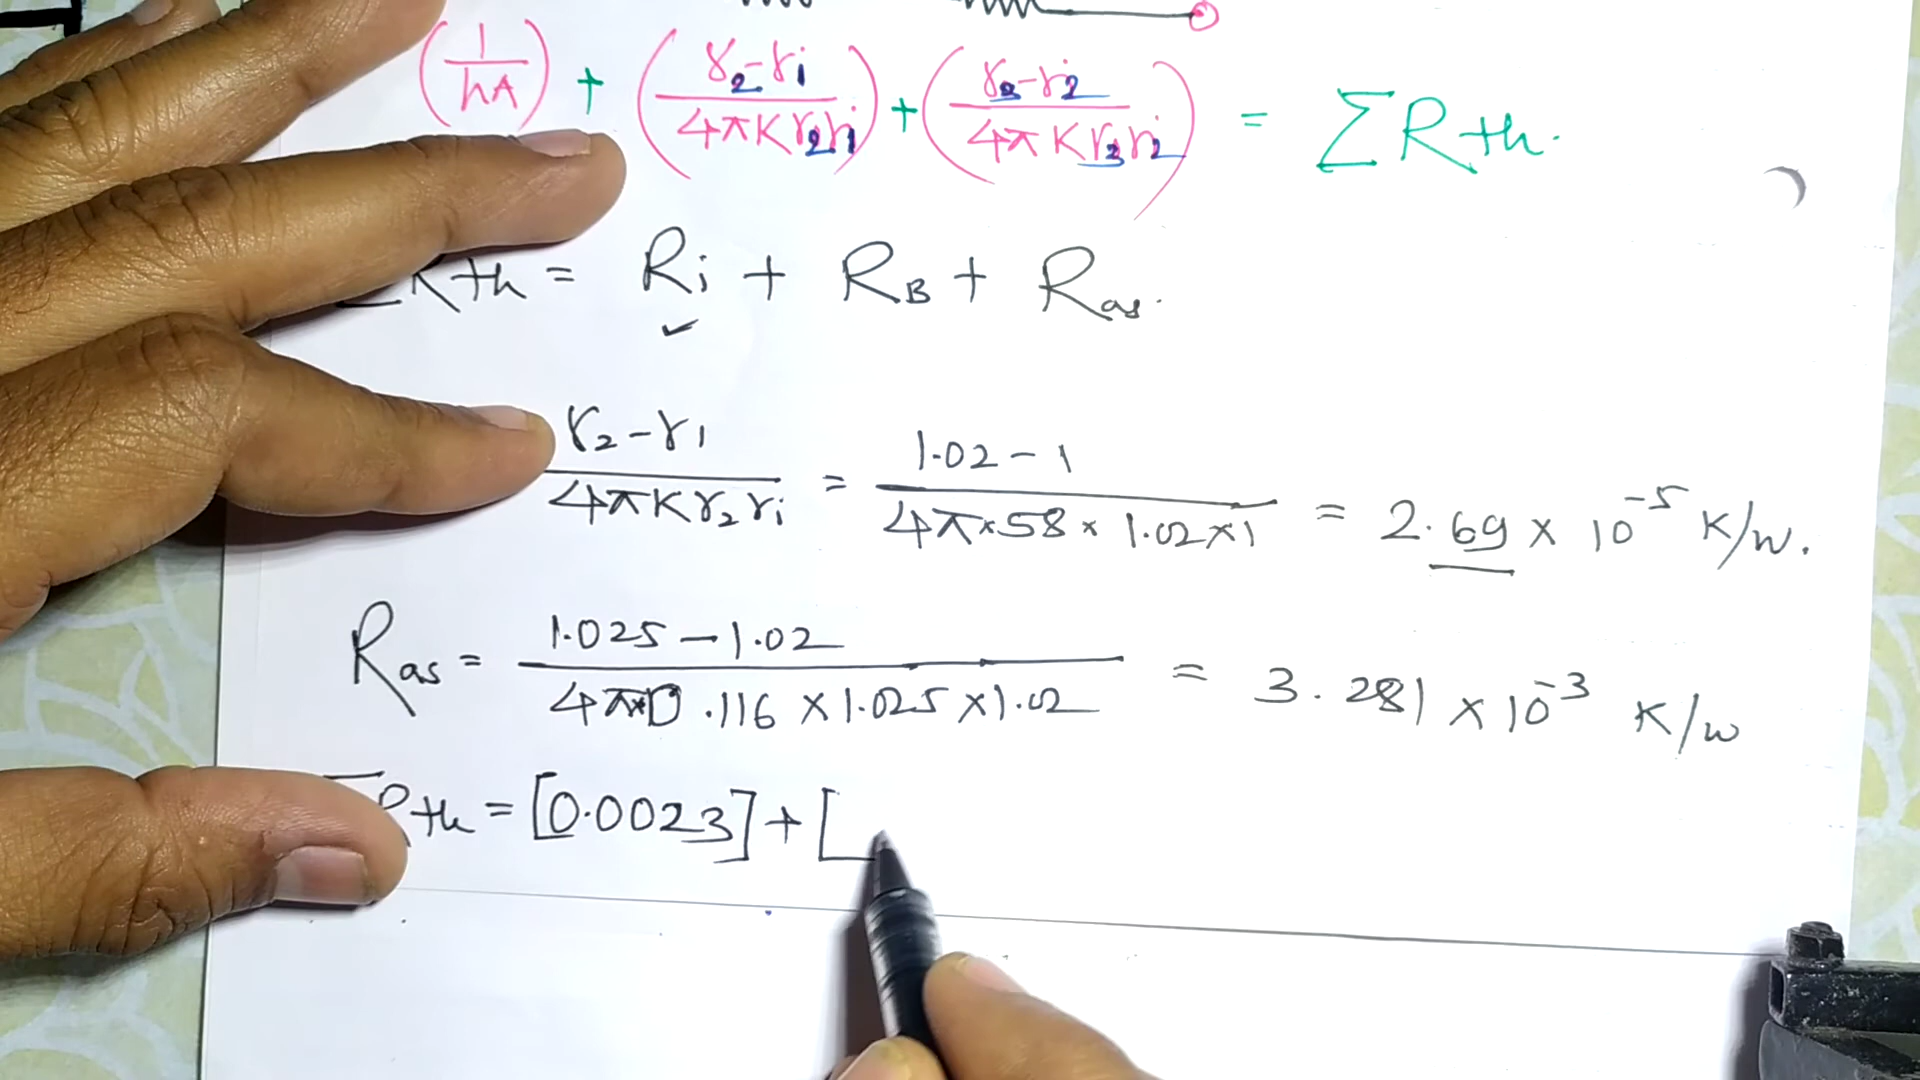 (1/hA) + (r₂-r₁/4πKr₂r₁) + (r₃-r₂/4πKr₃r₂) = ΣRth.
Rth = Ri + RB + Ras.
r₂-r₁/4πKr₂r₁ = 1.02-1/4π×58×1.02×1 = 2.69 × 10⁻⁵ K/w.
Ras = 1.025-1.02/4π×0.116×1.025×1.02 = 3.281 × 10⁻³ K/w
Rth = [0.0023] + [